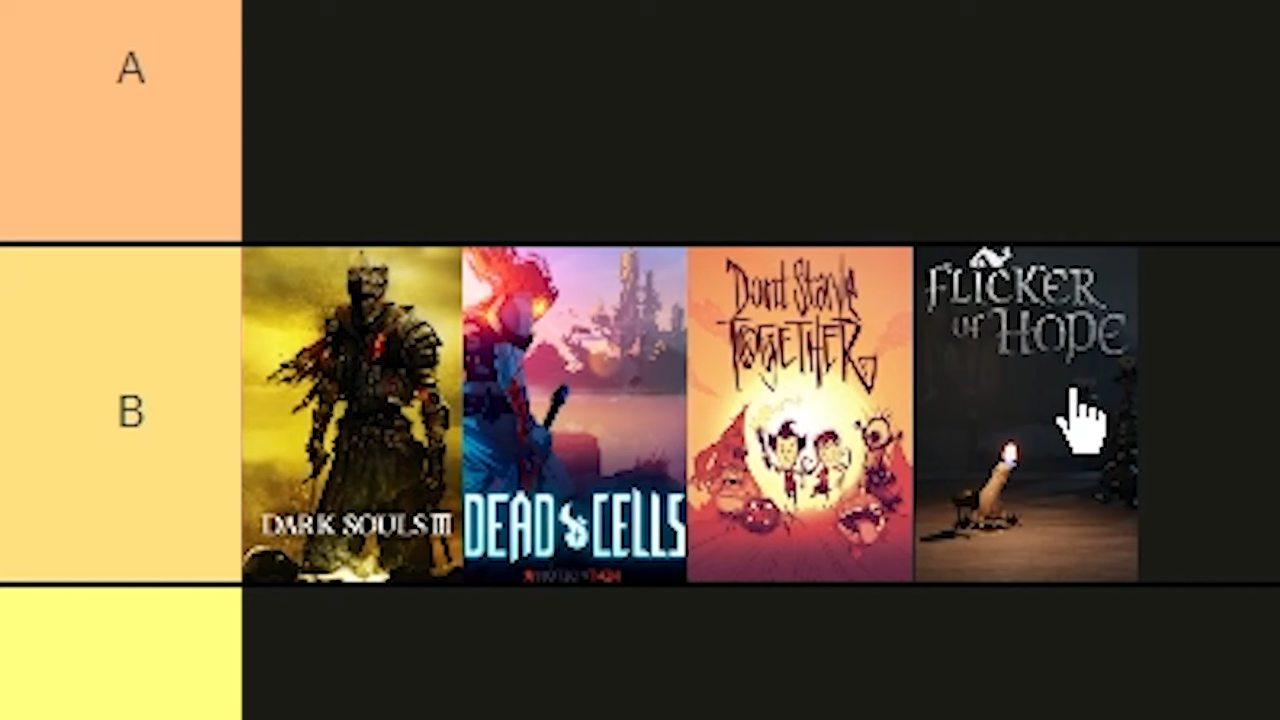 A
B
DARK SOULS III
DEAD CELLS
Don't Starve
TOGETHER
FLICKER
OF HOPE